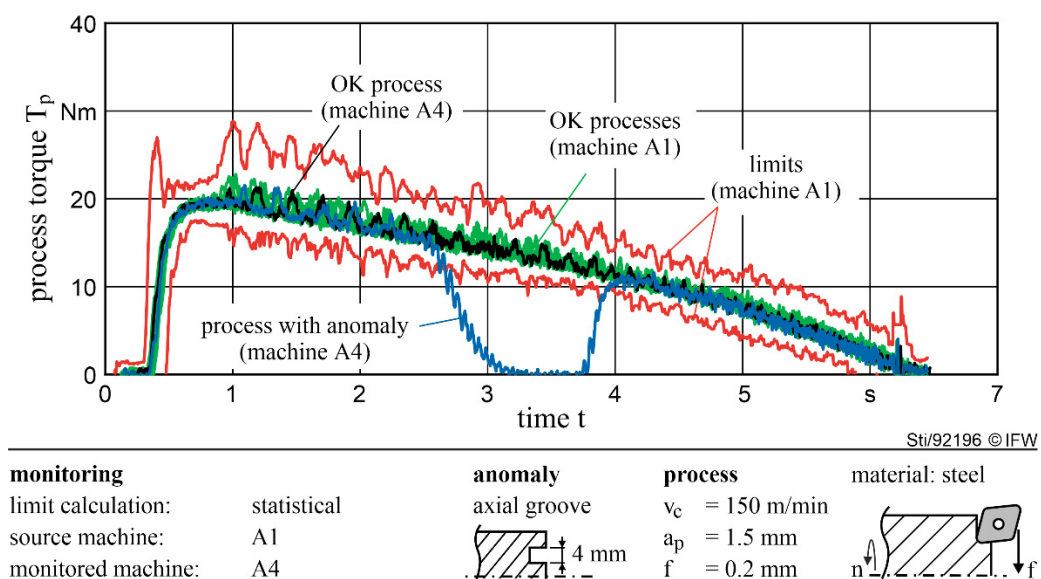 40
30
Nm
20
10
0
process torque Tₚ
OK process
(machine A4)
OK processes
(machine A1)
limits
(machine A1)
process with anomaly
(machine A4)
0 1 2 3 4 5 s 7
time t
Sti/92196 © IFW
monitoring
limit calculation: statistical
source machine: A1
monitored machine: A4
anomaly
axial groove
4 mm
process
v_c = 150 m/min
aₚ = 1.5 mm
f = 0.2 mm
material: steel
n
f